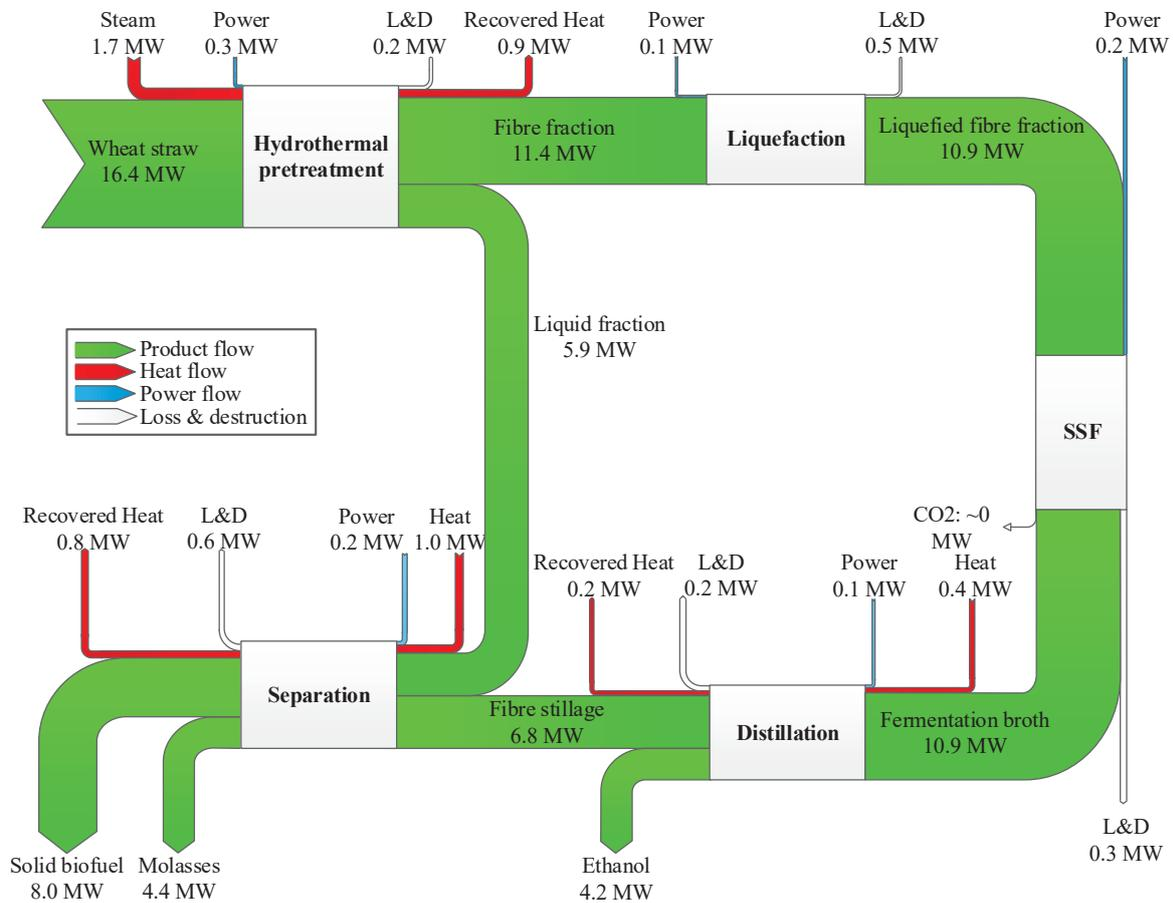 Steam
1.7 MW
Power
0.3 MW
L&D
0.2 MW
Recovered Heat
0.9 MW
Power
0.1 MW
L&D
0.5 MW
Power
0.2 MW
Wheat straw
16.4 MW
Hydrothermal
pretreatment
Fibre fraction
11.4 MW
Liquefaction
Liquefied fibre fraction
10.9 MW
Liquid fraction
5.9 MW
Product flow
Heat flow
Power flow
Loss & destruction
SSF
Recovered Heat
0.8 MW
L&D
0.6 MW
Power
0.2 MW
Heat
1.0 MW
CO2: ~0
MW
Recovered Heat
0.2 MW
L&D
0.2 MW
Power
0.1 MW
Heat
0.4 MW
Separation
Fibre stillage
6.8 MW
Distillation
Fermentation broth
10.9 MW
L&D
0.3 MW
Solid biofuel
8.0 MW
Molasses
4.4 MW
Ethanol
4.2 MW